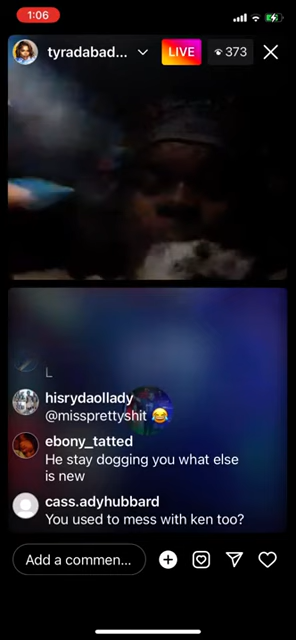 1:06
tyradabad...
LIVE
373
L
hisrydaollady
@missprettyshit 😂
ebony_tatted
He stay dogging you what else
is new
cass.adyhubbard
You used to mess with ken too?
Add a commen...